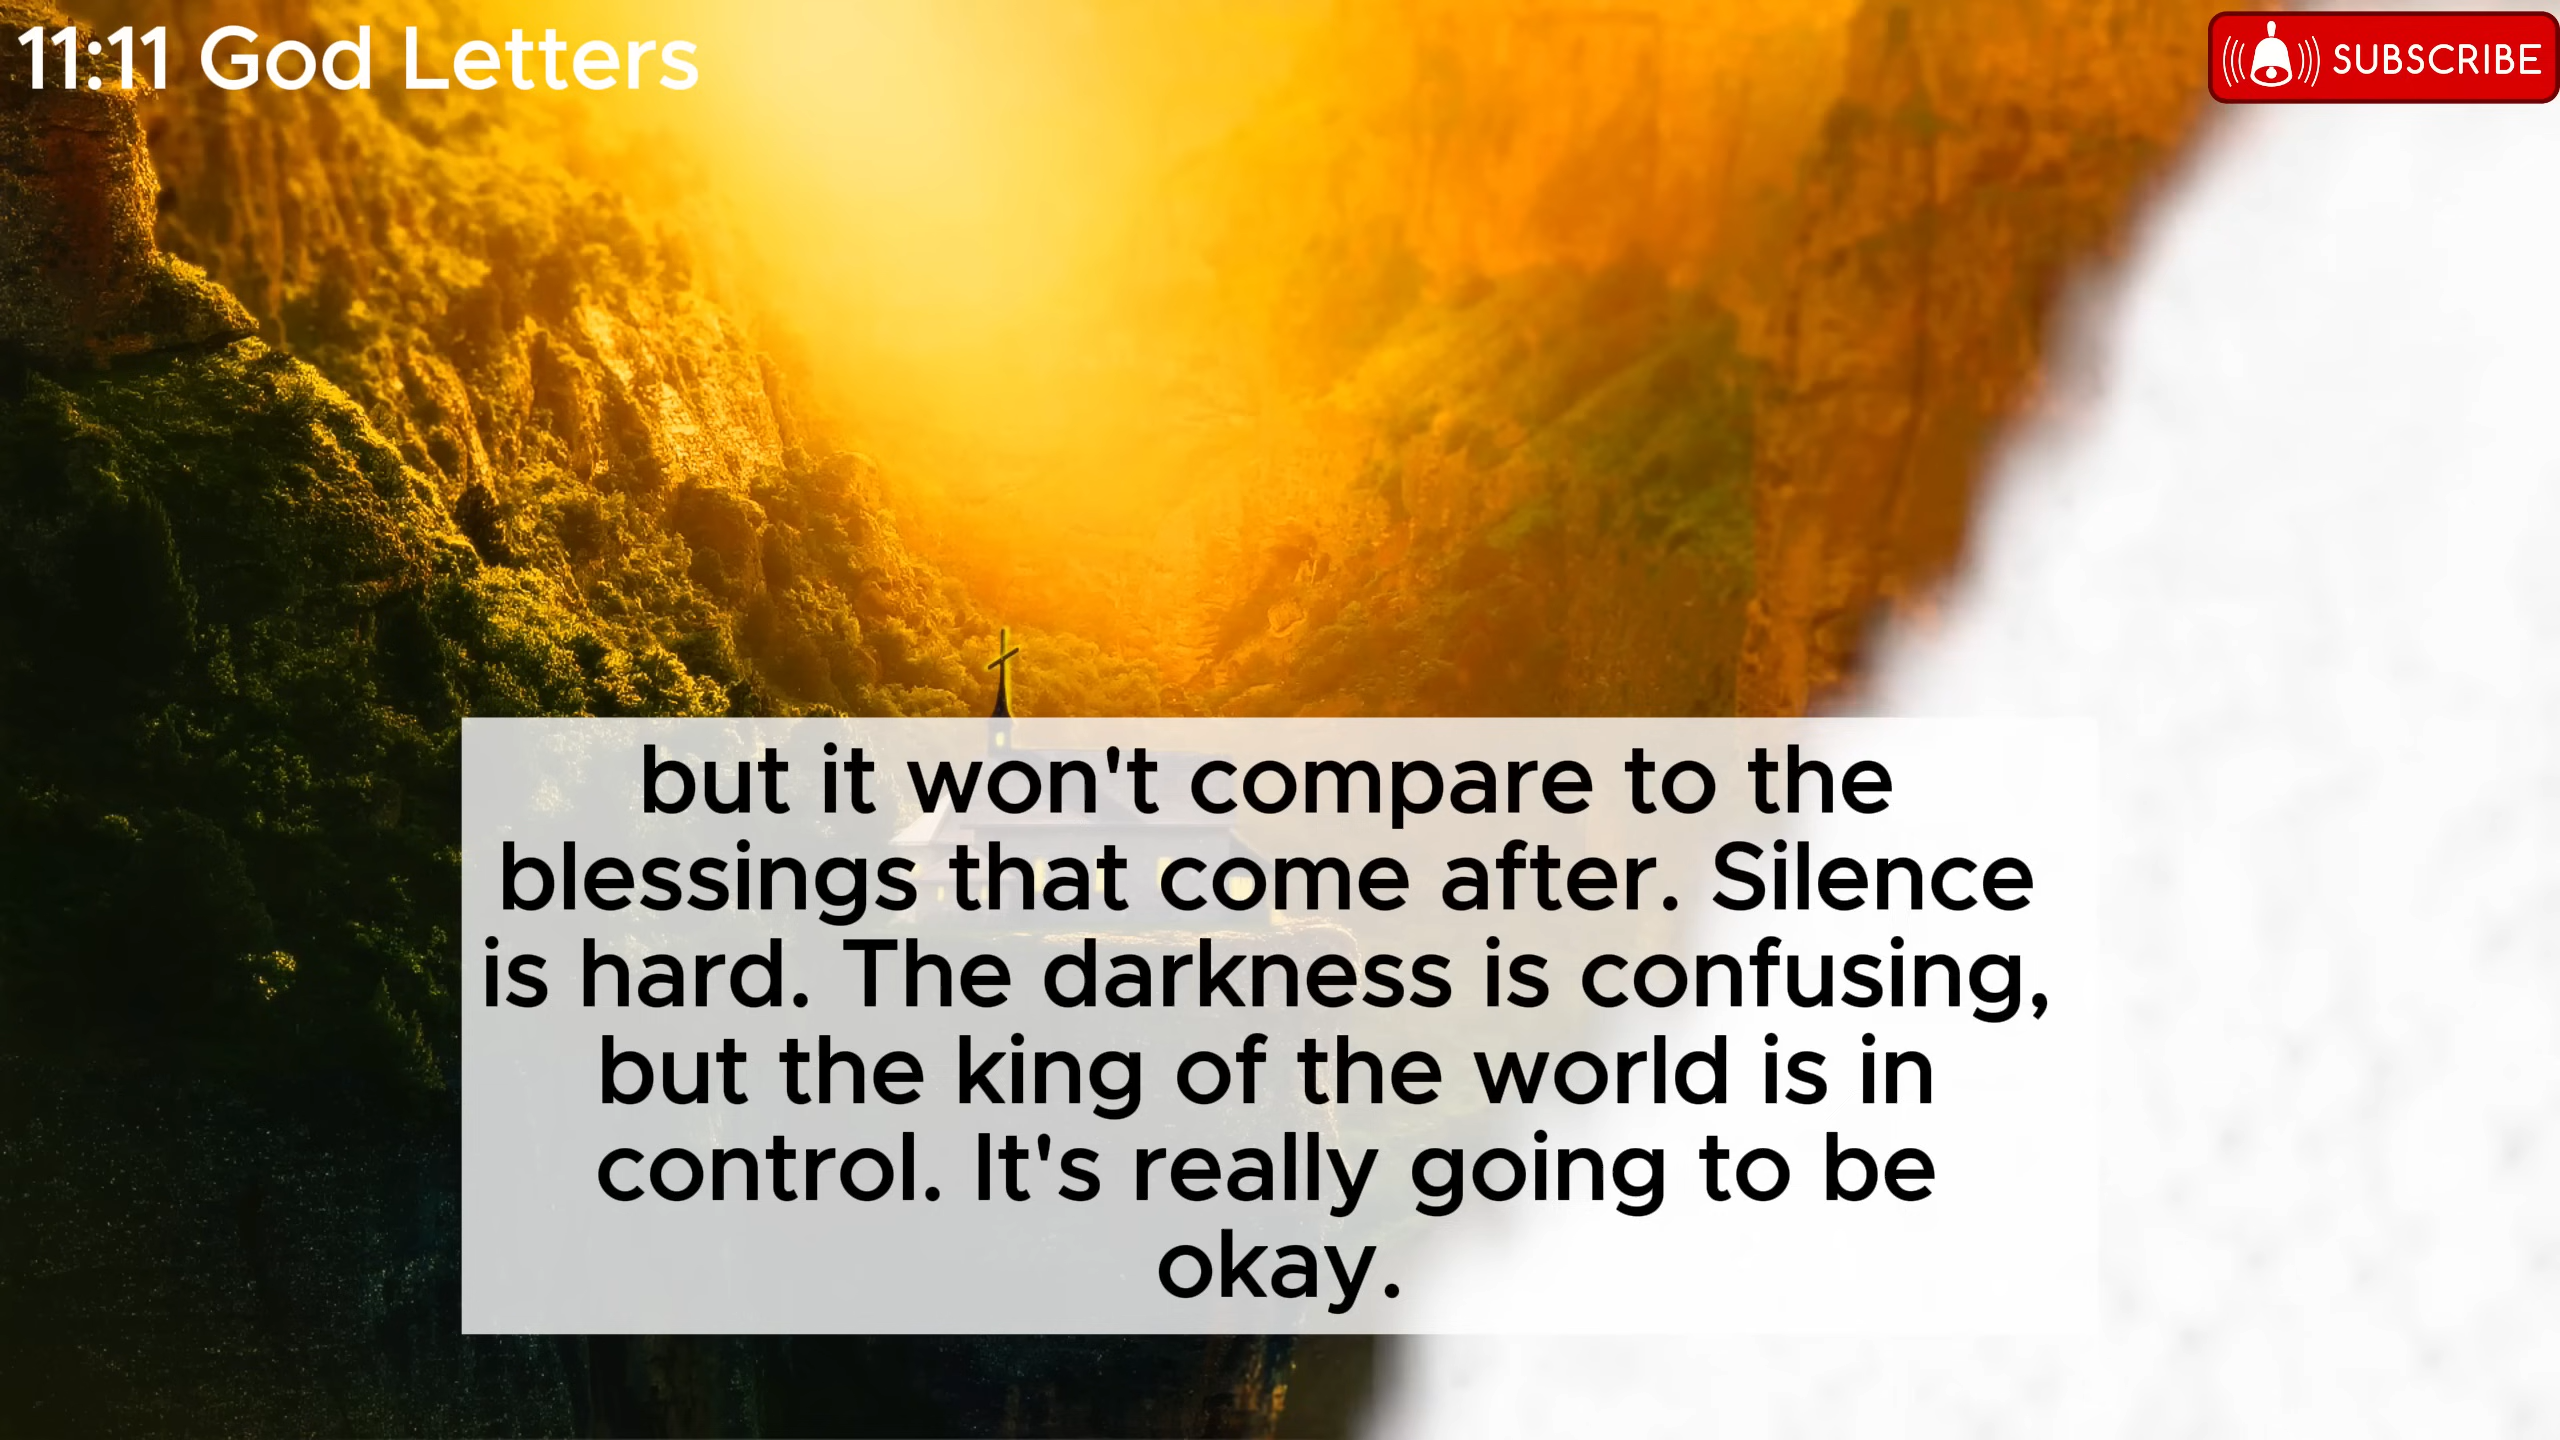 11:11 God Letters
SUBSCRIBE
but it won't compare to the
blessings that come after. Silence
is hard. The darkness is confusing,
but the king of the world is in
control. It's really going to be
okay.